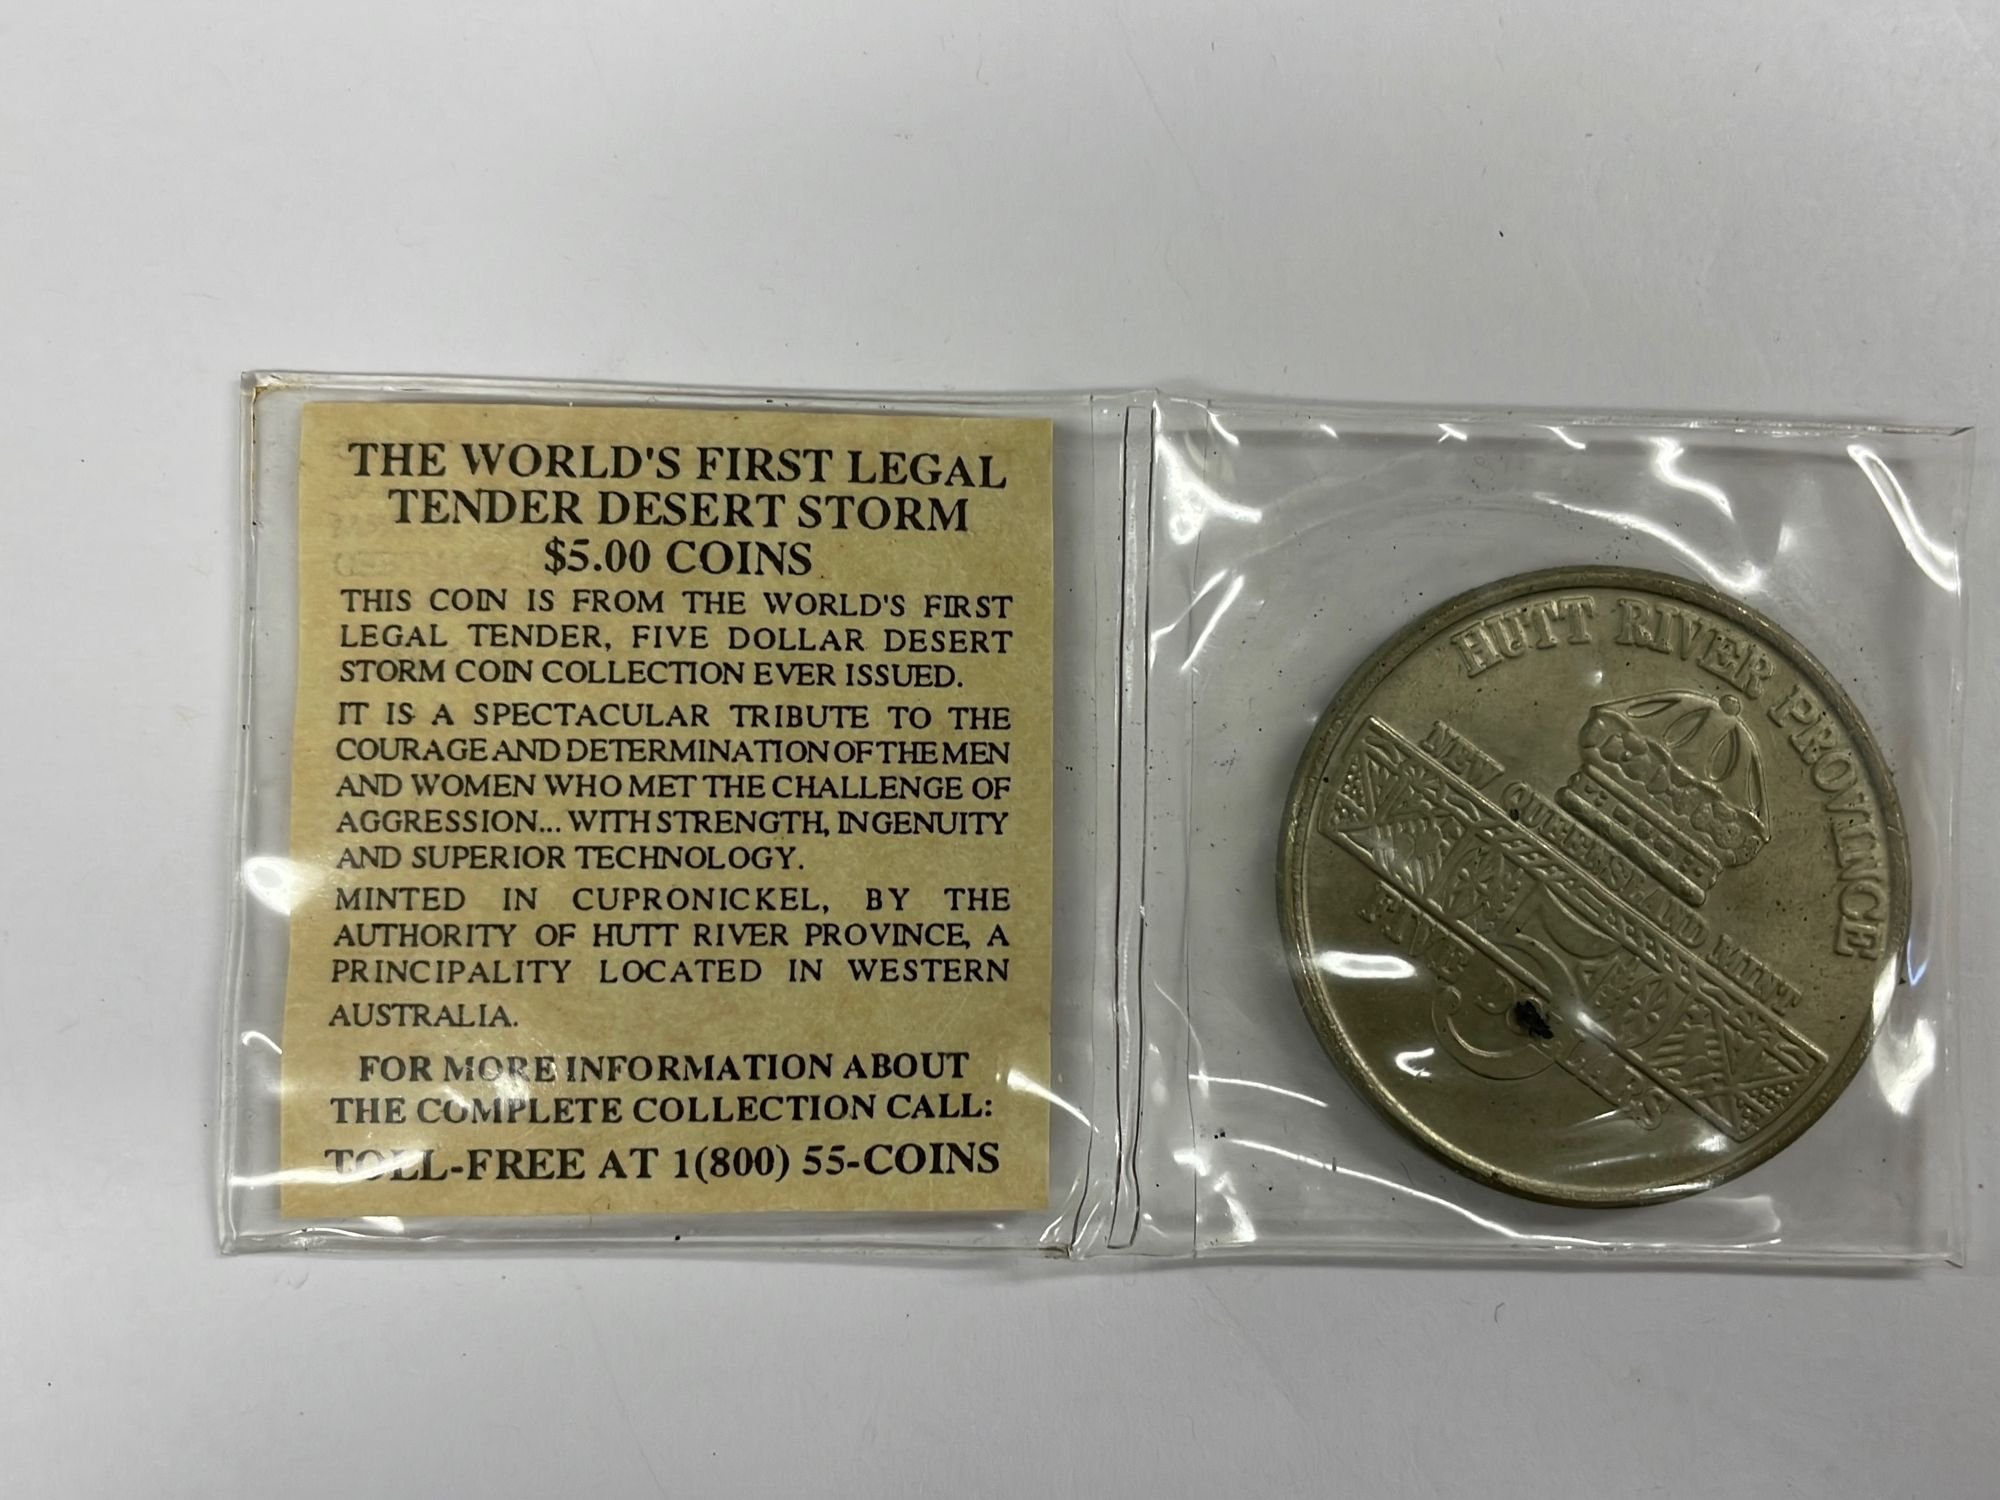 THE WORLD'S FIRST LEGAL
TENDER DESERT STORM
$5.00 COINS
THIS COIN IS FROM THE WORLD'S FIRST
LEGAL TENDER, FIVE DOLLAR DESERT
STORM COIN COLLECTION EVER ISSUED.
IT IS A SPECTACULAR TRIBUTE TO THE
COURAGE AND DETERMINATION OF THE MEN
AND WOMEN WHO MET THE CHALLENGE OF
AGGRESSION... WITH STRENGTH, INGENUITY
AND SUPERIOR TECHNOLOGY.
MINTED IN CUPRONICKEL, BY THE
AUTHORITY OF HUTT RIVER PROVINCE, A
PRINCIPALITY LOCATED IN WESTERN
AUSTRALIA.
FOR MORE INFORMATION ABOUT
THE COMPLETE COLLECTION CALL:
TOLL-FREE AT 1(800) 55-COINS
HUTT RIVER PROVINCE
NEW QUEENSLAND MINT
5
FIVE DOLLARS